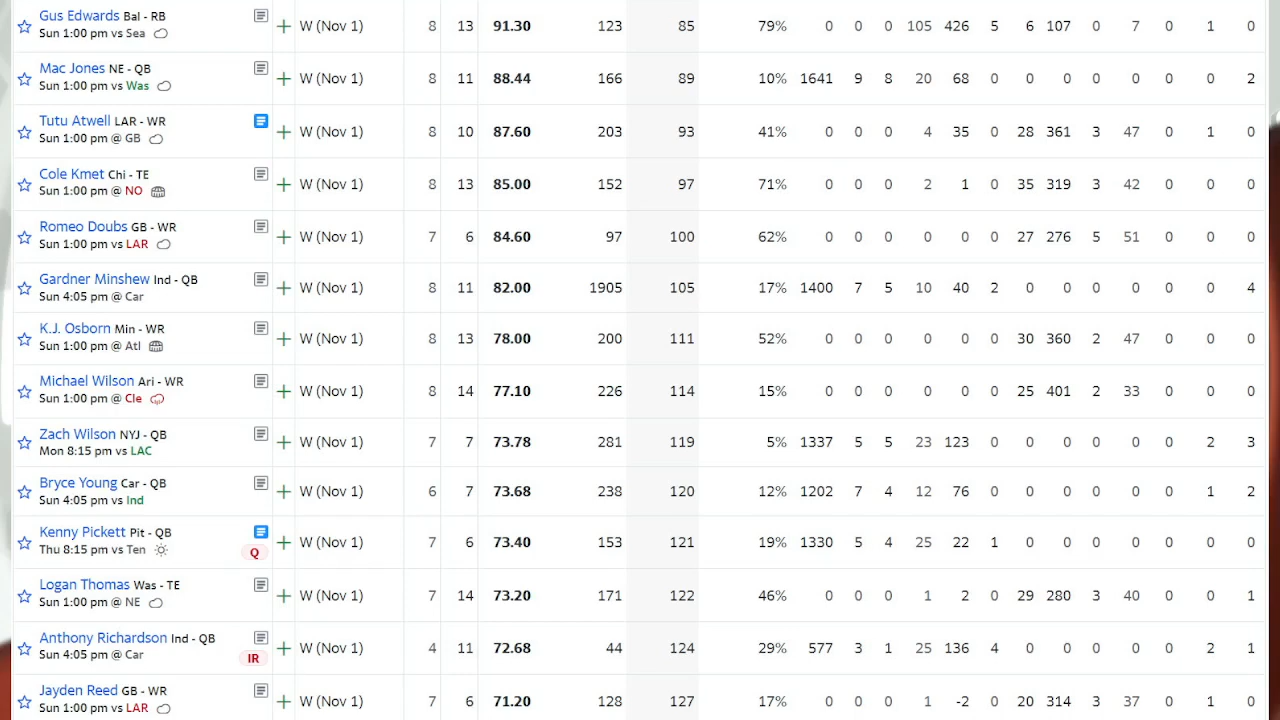 Gus Edwards Bal - RB W (Nov 1) 8 13 91.30 123 85 79% 0 0 0 105 426 5 6 107 0 7 0 1 0
Sun 1:00 pm vs Sea
Mac Jones NE - QB W (Nov 1) 8 11 88.44 166 89 10% 1641 9 8 20 68 0 0 0 0 0 0 0 2
Sun 1:00 pm vs Was
Tutu Atwell LAR - WR W (Nov 1) 8 10 87.60 203 93 41% 0 0 0 4 35 0 28 361 3 47 0 1 0
Sun 1:00 pm @ GB
Cole Kmet Chi - TE W (Nov 1) 8 13 85.00 152 97 71% 0 0 0 2 1 0 35 319 3 42 0 0 0
Sun 1:00 pm @ NO
Romeo Doubs GB - WR W (Nov 1) 7 6 84.60 97 100 62% 0 0 0 0 0 0 27 276 5 51 0 0 0
Sun 1:00 pm vs LAR
Gardner Minshew Ind - QB W (Nov 1) 8 11 82.00 1905 105 17% 1400 7 5 10 40 2 0 0 0 0 0 0 4
Sun 4:05 pm @ Car
K.J. Osborn Min - WR W (Nov 1) 8 13 78.00 200 111 52% 0 0 0 0 0 0 30 360 2 47 0 1 0
Sun 1:00 pm @ Atl
Michael Wilson Ari - WR W (Nov 1) 8 14 77.10 226 114 15% 0 0 0 0 0 0 25 401 2 33 0 0 0
Sun 1:00 pm @ Cle
Zach Wilson NYJ - QB W (Nov 1) 7 7 73.78 281 119 5% 1337 5 5 23 123 0 0 0 0 0 0 2 3
Mon 8:15 pm vs LAC
Bryce Young Car - QB W (Nov 1) 6 7 73.68 238 120 12% 1202 7 4 12 76 0 0 0 0 0 0 1 2
Sun 4:05 pm vs Ind
Kenny Pickett Pit - QB W (Nov 1) 7 6 73.40 153 121 19% 1330 5 4 25 22 1 0 0 0 0 0 0 0
Thu 8:15 pm vs Ten Q
Logan Thomas Was - TE W (Nov 1) 7 14 73.20 171 122 46% 0 0 0 1 2 0 29 280 3 40 0 0 1
Sun 1:00 pm @ NE
Anthony Richardson Ind - QB W (Nov 1) 4 11 72.68 44 124 29% 577 3 1 25 136 4 0 0 0 0 0 2 1
Sun 4:05 pm @ Car IR
Jayden Reed GB - WR W (Nov 1) 7 6 71.20 128 127 17% 0 0 0 1 -2 0 20 314 3 37 0 1 0
Sun 1:00 pm vs LAR